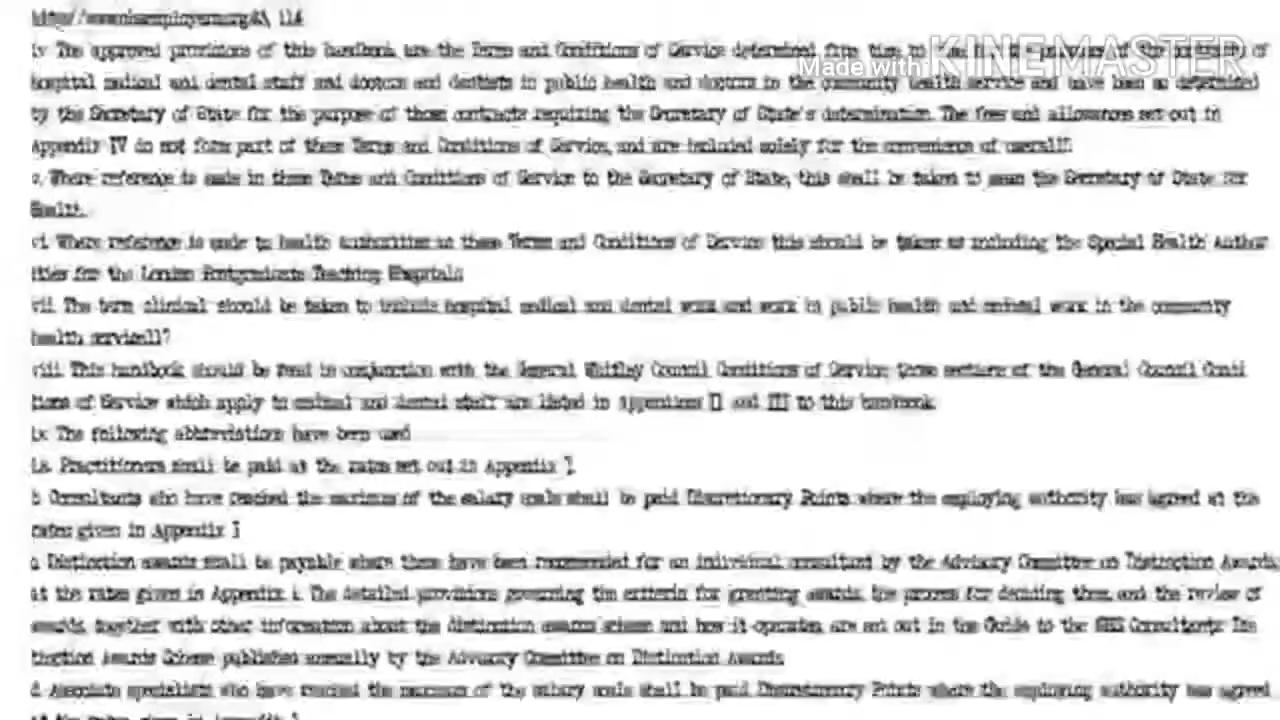 iv The approved provisions of this handbook are the Terms and Conditions of Service determined from time to
Made with KINEMASTER
hospital medical and dental staff and doctors and dentists in public health and doctors in the community health service and have been so determined
by the Secretary of State for the purpose of those contracts requiring the Secretary of State's determination. The fees and allowances set out in
Appendix IV do not form part of these Terms and Conditions of Service, and are included solely for the convenience of
v. Where reference is made in these Terms and Conditions of Service to the Secretary of State, this shall be taken to mean the Secretary of State for
Health.
vi. Where reference is made to health authorities in these Terms and Conditions of Service this should be taken as including the Special Health Author
ities for the London Postgraduate Teaching Hospitals
vii. The term clinical should be taken to include hospital medical and dental work and work in public health and medical work in the community
health
viii. This handbook should be read in conjunction with the General Whitley Council Conditions of Service; those sections of the General Council Condi
tions of Service which apply to medical and dental staff are listed in Appendices II and III to this handbook
ix The following abbreviations have been used
Practitioners shall be paid at the rates set out in Appendix
b Consultants who have reached the maximum of the salary scale shall be paid Discretionary Points where the employing authority has agreed at the
rates given in Appendix
c Distinction awards shall be payable where these have been recommended for an individual consultant by the Advisory Committee on Distinction Awards,
at the rates given in Appendix The detailed provisions governing the criteria for granting awards, the process for deciding them, and the review of
awards, together with other information about the distinction awards scheme and how it operates, are set out in the Guide to the NHS Consultants' Dis
tinction Awards Scheme published annually by the Advisory Committee on Distinction Awards
d Associate specialists who have reached the maximum of the salary scale shall be paid Discretionary Points where the employing authority has agreed
at the rates given in Appendix